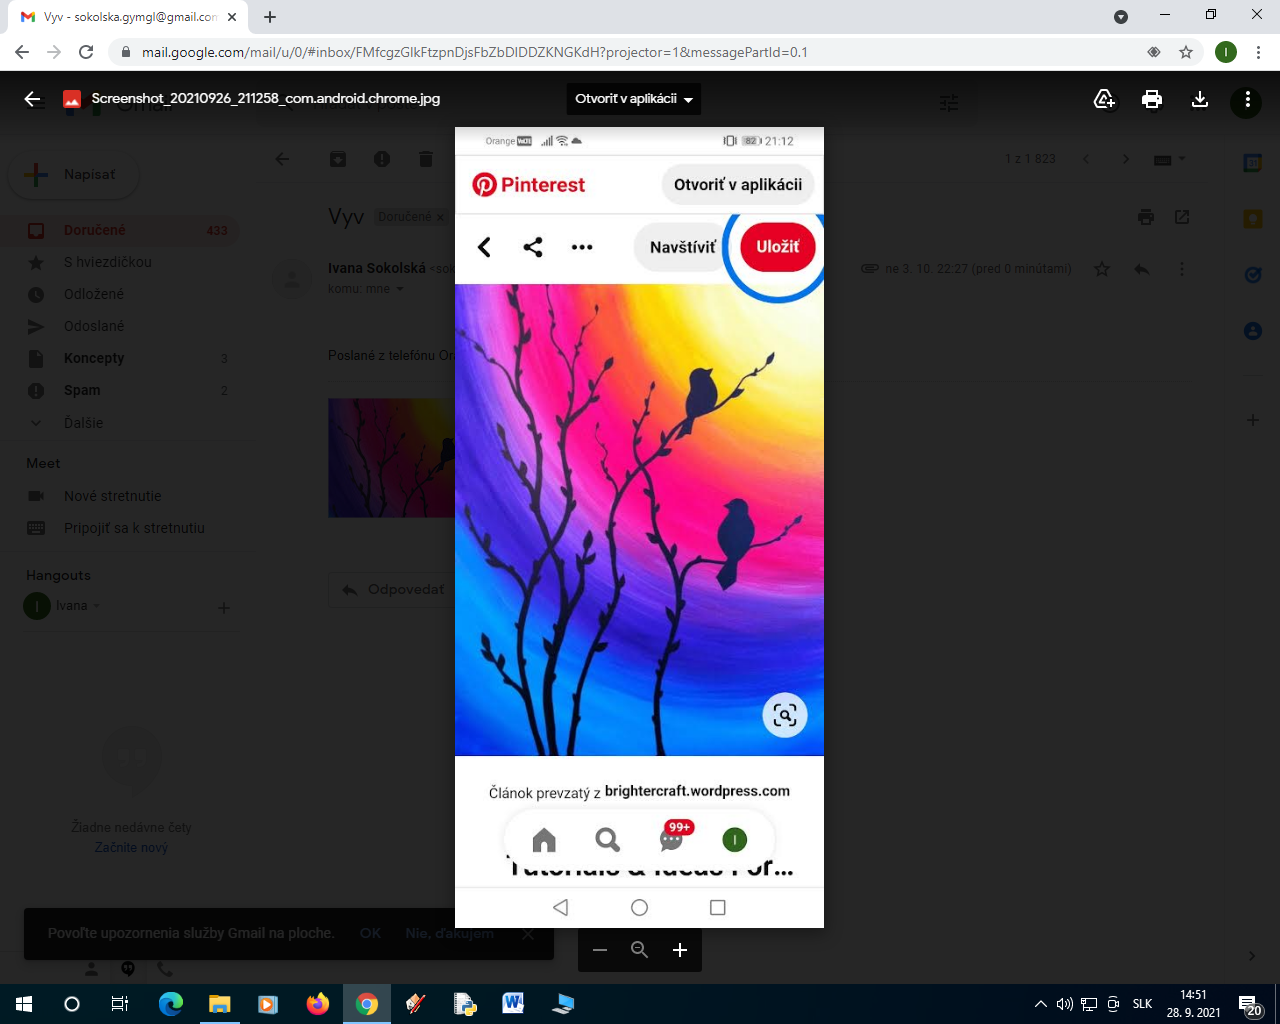 Vyv - sokolska.gymgl@gmail.com
mail.google.com/mail/u/0/#inbox/FMfcgzGlkFtzpnDjsFbZbDlDDZKNGKdH?projector=1&messagePartId=0.1
Screenshot_20210926_211258_com.android.chrome.jpg
Otvoriť v aplikácii
Napísať
1 z 1 823
Doručené 433
S hviezdičkou
Odložené
Odoslané
Koncepty 3
Spam 2
Ďalšie
Meet
Nové stretnutie
Pripojiť sa k stretnutiu
Hangouts
Ivana
Žiadne nedávne čety
Začnite nový
Vyv Doručené x
Ivana Sokolská
komu: mne
ne 3. 10. 22:27 (pred 0 minútami)
Poslané z telefónu
Odpovedať
Orange 82 21:12
Pinterest
Otvoriť v aplikácii
Navštíviť
Uložiť
Článok prevzatý z brightercraft.wordpress.com
99+
I
Tutorials & Ideas For...
Povoľte upozornenia služby Gmail na ploche. OK Nie, ďakujem
SLK
14:51
28. 9. 2021
20